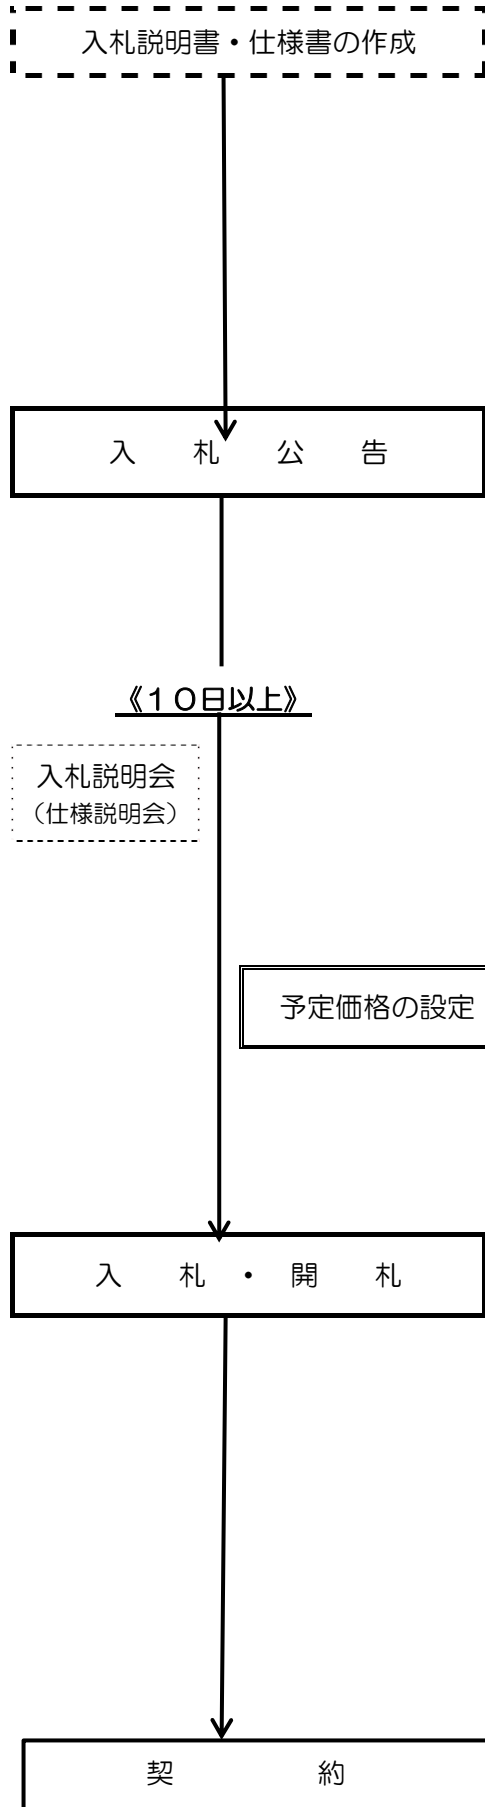 入札説明書・仕様書の作成
入　札　公　告
《１０日以上》
入札説明会
（仕様説明会）
予定価格の設定
入　札　・　開　札
契　　　約